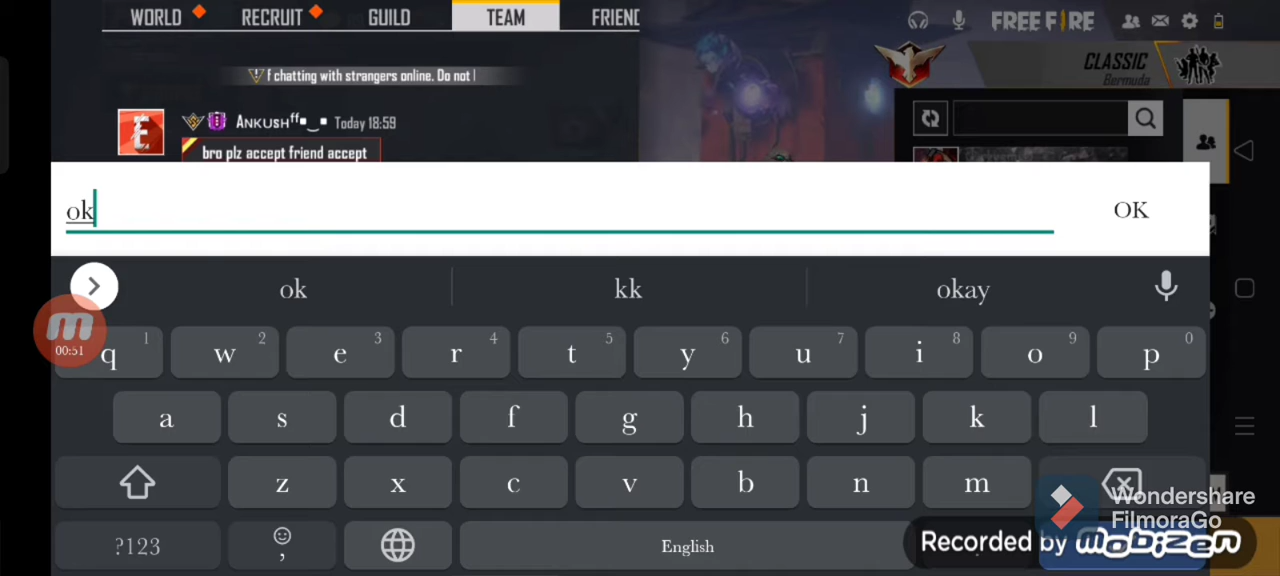 WORLD RECRUIT GUILD TEAM FRIEND
FREE FIRE
f chatting with strangers online. Do not
CLASSIC
Bermuda
ANKUSHᶠᶠ▪‿▪ Today 18:59
bro plz accept friend accept
ok
OK
ok kk okay
00:51
q 1 w 2 e 3 r 4 t 5 y 6 u 7 i 8 o 9 p 0
a s d f g h j k l
z x c v b n m
Wondershare
FilmoraGo
?123 , English
Recorded by mobizen